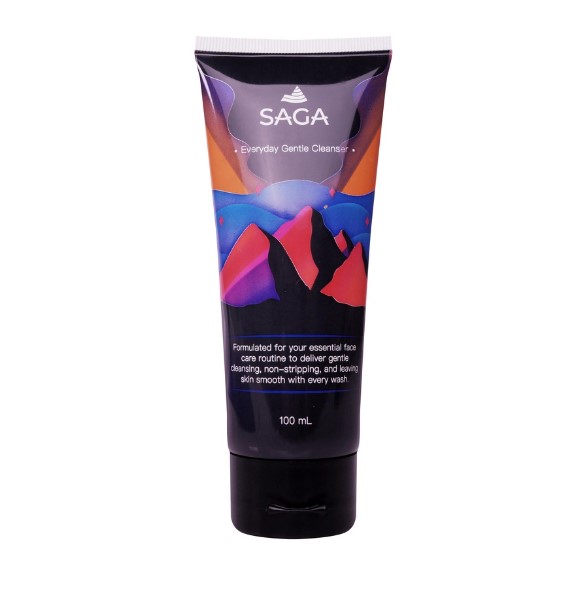 SAGA
• Everyday Gentle Cleanser •
Formulated for your essential face
care routine to deliver gentle
cleansing, non-stripping, and leaving
skin smooth with every wash.
100 mL